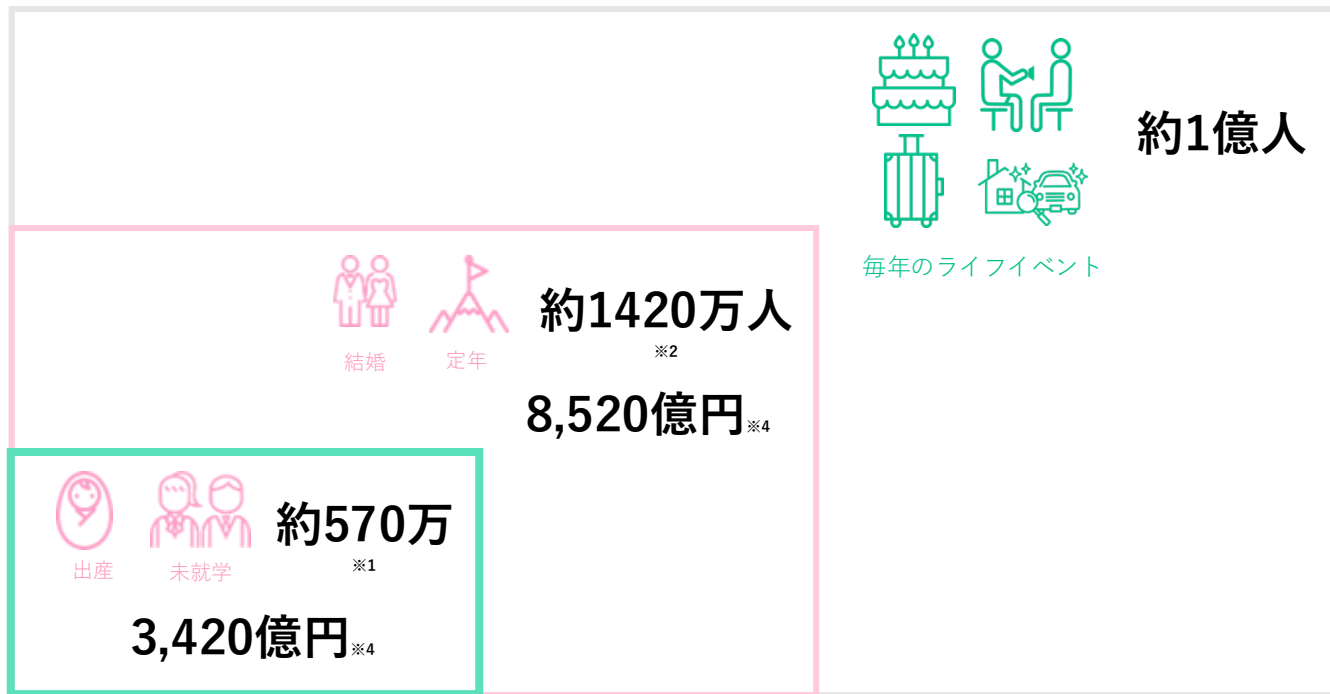 約1億人
毎年のライフイベント
約1420万人
※2
結婚
定年
8,520億円※4
約570万
※1
出産
未就学
3,420億円※4